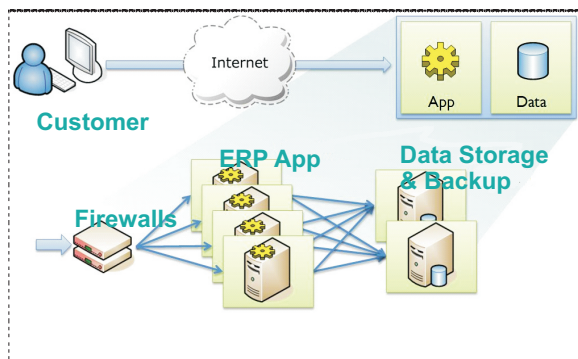 Internet
App
Data
Customer
ERP App
Data Storage
& Backup
Firewalls